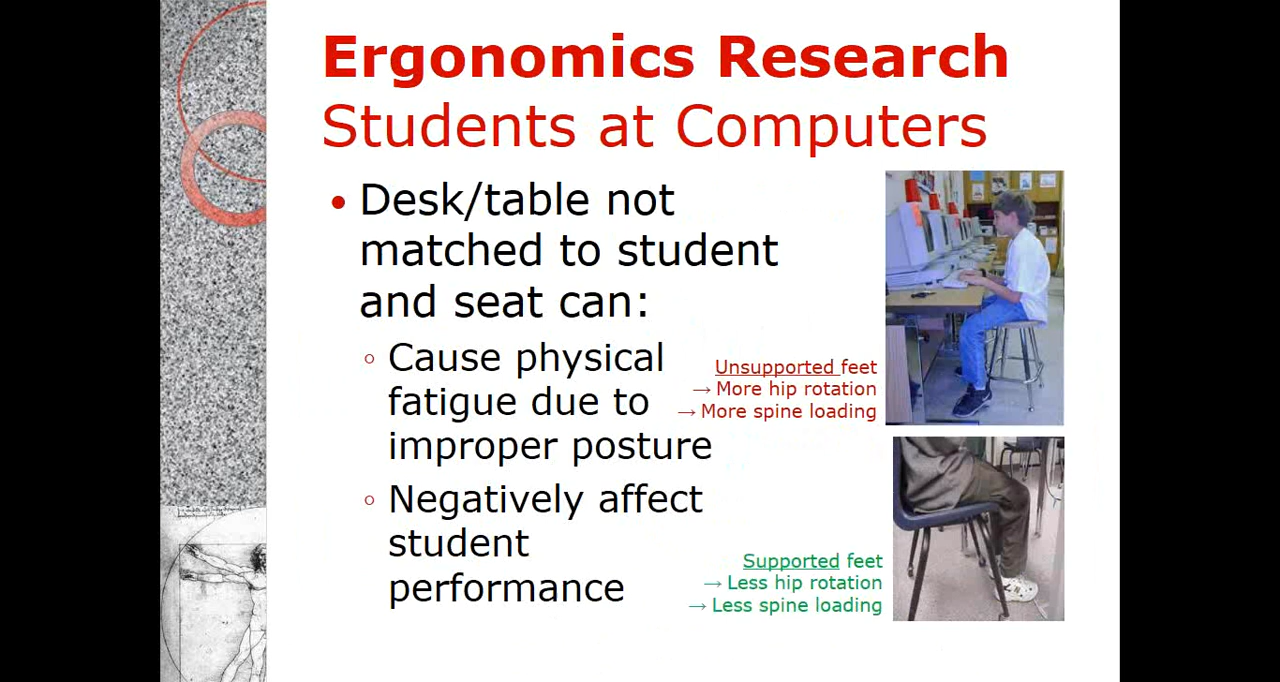 Ergonomics Research
Students at Computers
• Desk/table not
matched to student
and seat can:
◦ Cause physical
fatigue due to
improper posture
◦ Negatively affect
student
performance
Unsupported feet
→ More hip rotation
→ More spine loading
Supported feet
→ Less hip rotation
→ Less spine loading